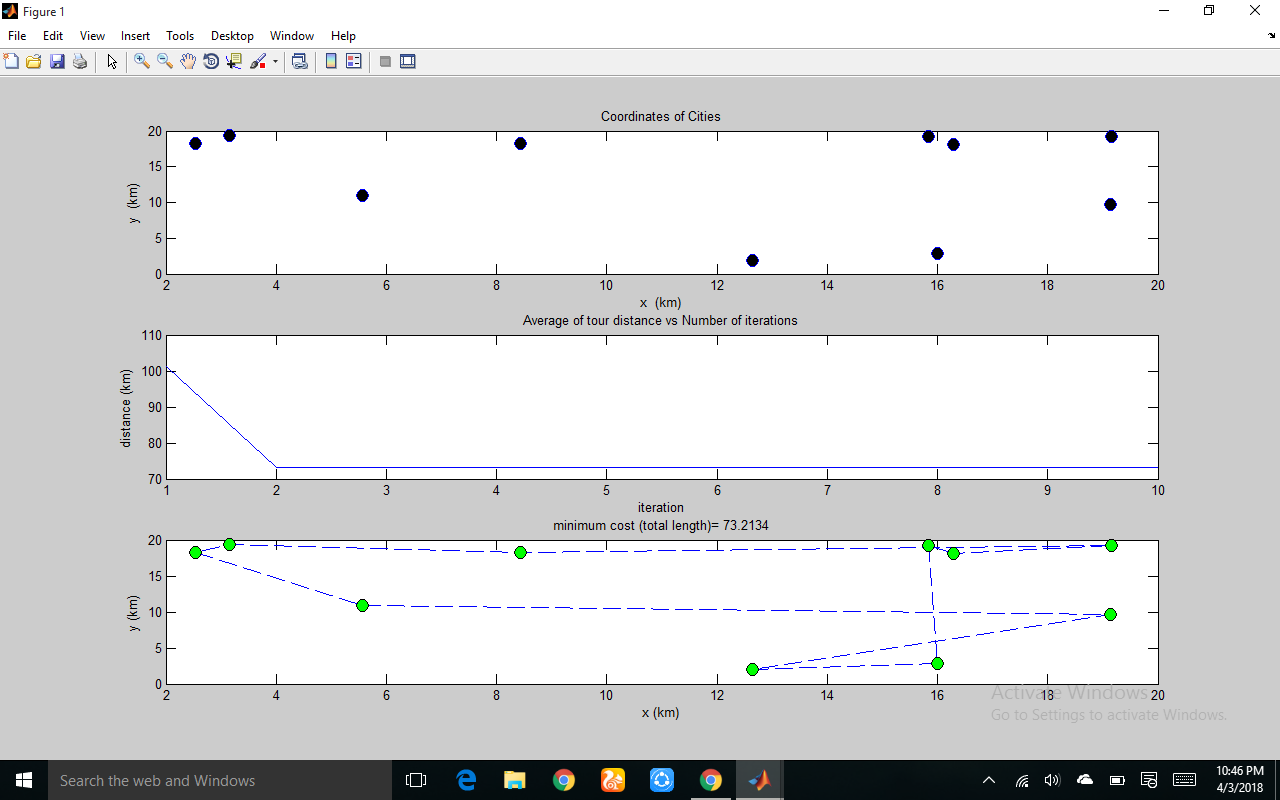 Figure 1
File Edit View Insert Tools Desktop Window Help
Coordinates of Cities
20
15
10
5
0
y (km)
2 4 6 8 10 12 14 16 18 20
x (km)
Average of tour distance vs Number of iterations
110
100
90
80
70
distance (km)
1 2 3 4 5 6 7 8 9 10
iteration
minimum cost (total length)= 73.2134
20
15
10
5
0
y (km)
2 4 6 8 10 12 14 16 18 20
x (km)
Activate Windows
Go to Settings to activate Windows.
Search the web and Windows
10:46 PM
4/3/2018